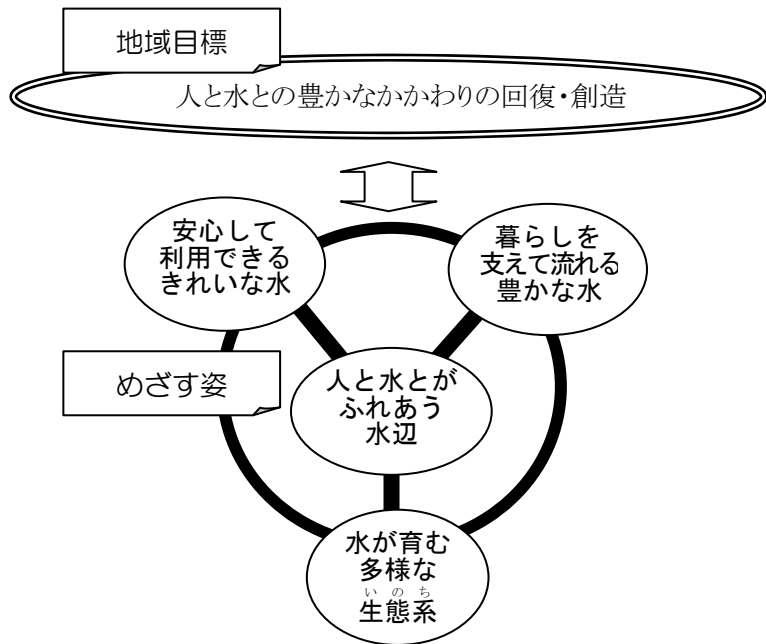 地域目標
人と水との豊かなかかわりの回復・創造
安心して
利用できる
きれいな水
暮らしを
支えて流れる
豊かな水
めざす姿
人と水とが
ふれあう
水辺
水が育む
多様な
いのち
生態系